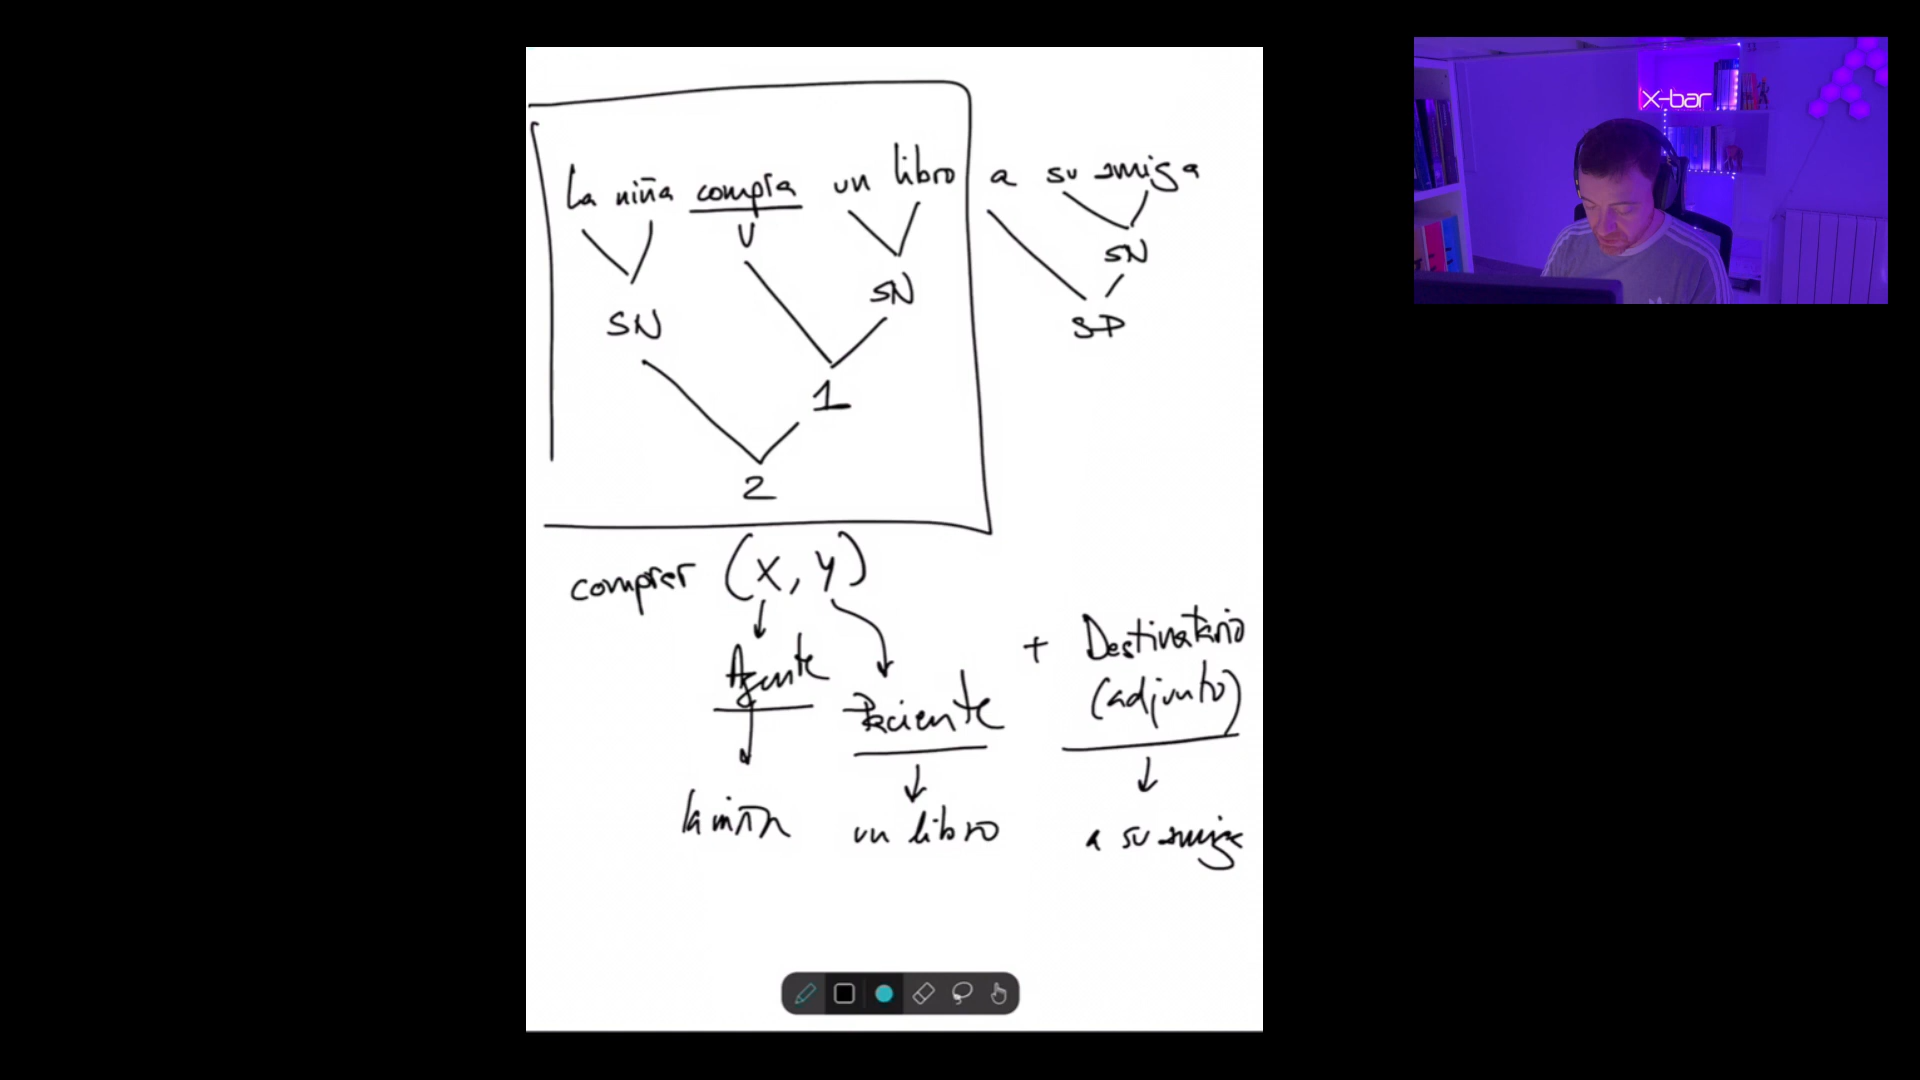 La niña compra un libro a su amiga
V
SN
SN
SN
SP
1
2
comprar (x, y)
Agente
Paciente
+ Destinatario
(adjunto)
la niña
un libro
a su amiga
X-bar